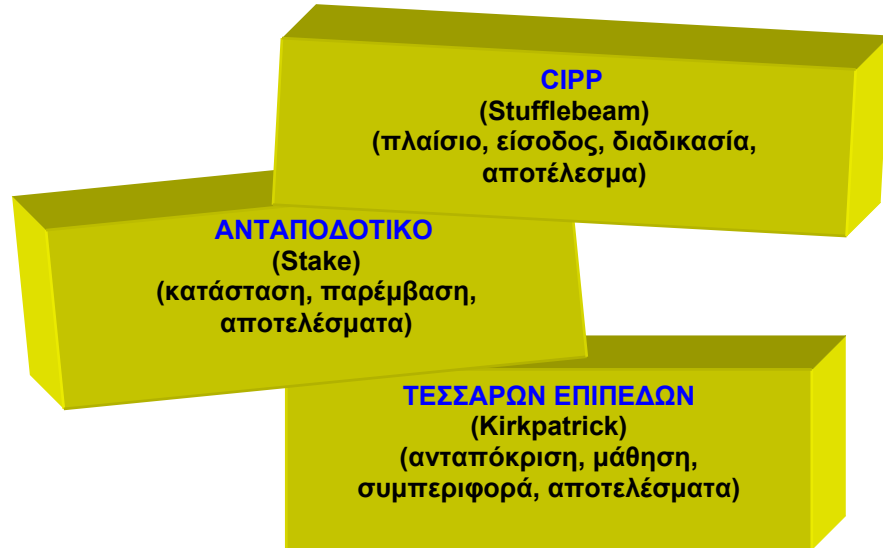 CIPP
(Stufflebeam)
(πλαίσιο, είσοδος, διαδικασία,
αποτέλεσμα)
ΑΝΤΑΠΟΔΟΤΙΚΟ
(Stake)
(κατάσταση, παρέμβαση,
αποτελέσματα)
ΤΕΣΣΑΡΩΝ ΕΠΙΠΕΔΩΝ
(Kirkpatrick)
(ανταπόκριση, μάθηση,
συμπεριφορά, αποτελέσματα)